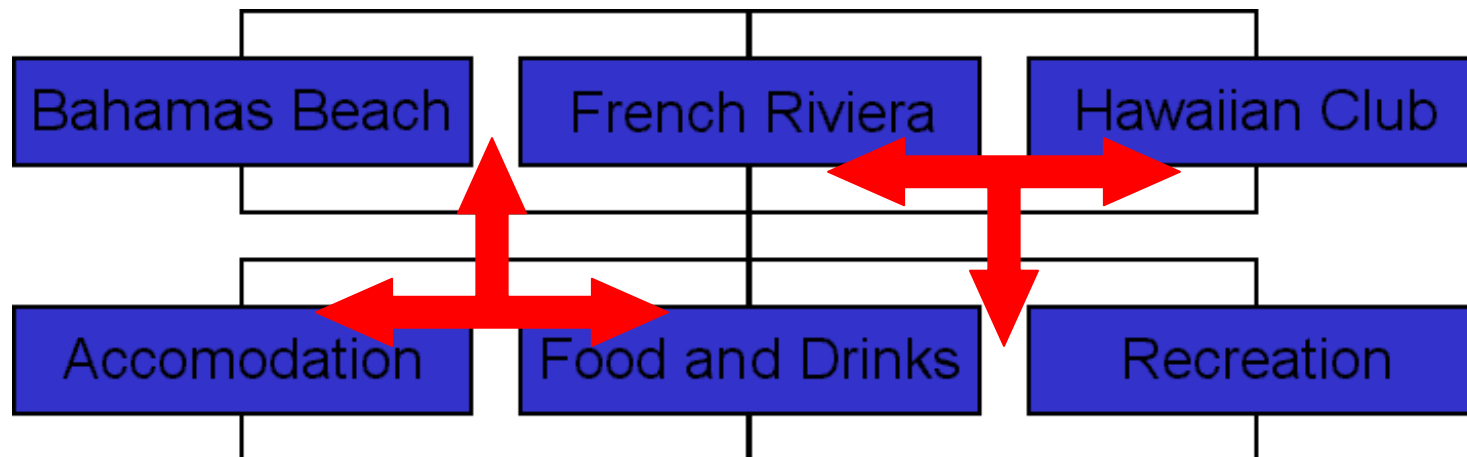 Bahamas Beach
French Riviera
Hawaiian Club
Accomodation
Food and Drinks
Recreation